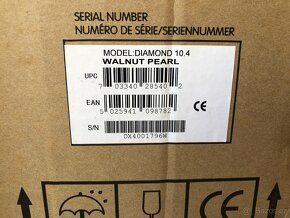 SERIAL NUMBER
NUMÉRO DE SÉRIE/SERIENNUMMER
MODEL:DIAMOND 10.4
WALNUT PEARL
UPC
7 03340 28540 2
EAN
5 025941 098782
CE
S/N
DX4001796W